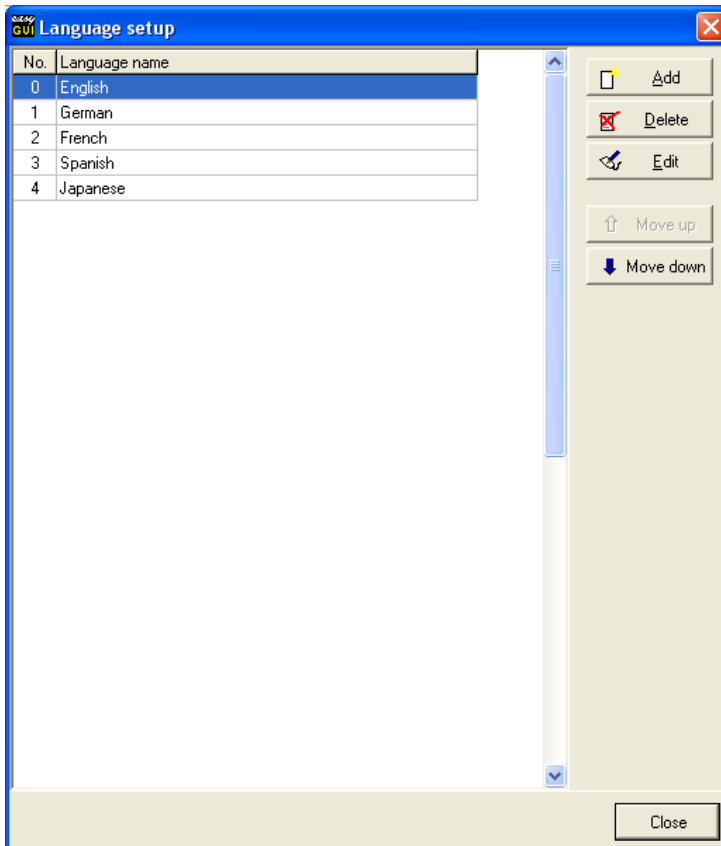 easy GUI Language setup
No. Language name
0 English
1 German
2 French
3 Spanish
4 Japanese
Add
Delete
Edit
Move up
Move down
Close